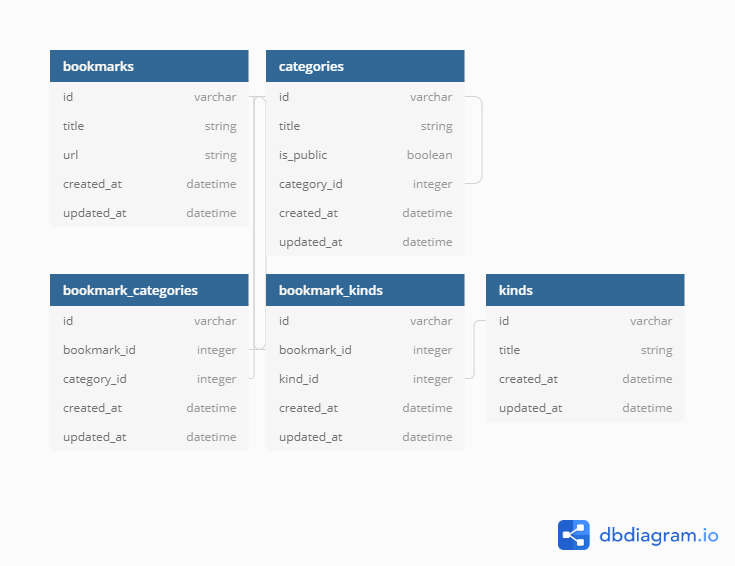 bookmarks
id varchar
title string
url string
created_at datetime
updated_at datetime
categories
id varchar
title string
is_public boolean
category_id integer
created_at datetime
updated_at datetime
bookmark_categories
id varchar
bookmark_id integer
category_id integer
created_at datetime
updated_at datetime
bookmark_kinds
id varchar
bookmark_id integer
kind_id integer
created_at datetime
updated_at datetime
kinds
id varchar
title string
created_at datetime
updated_at datetime
dbdiagram.io